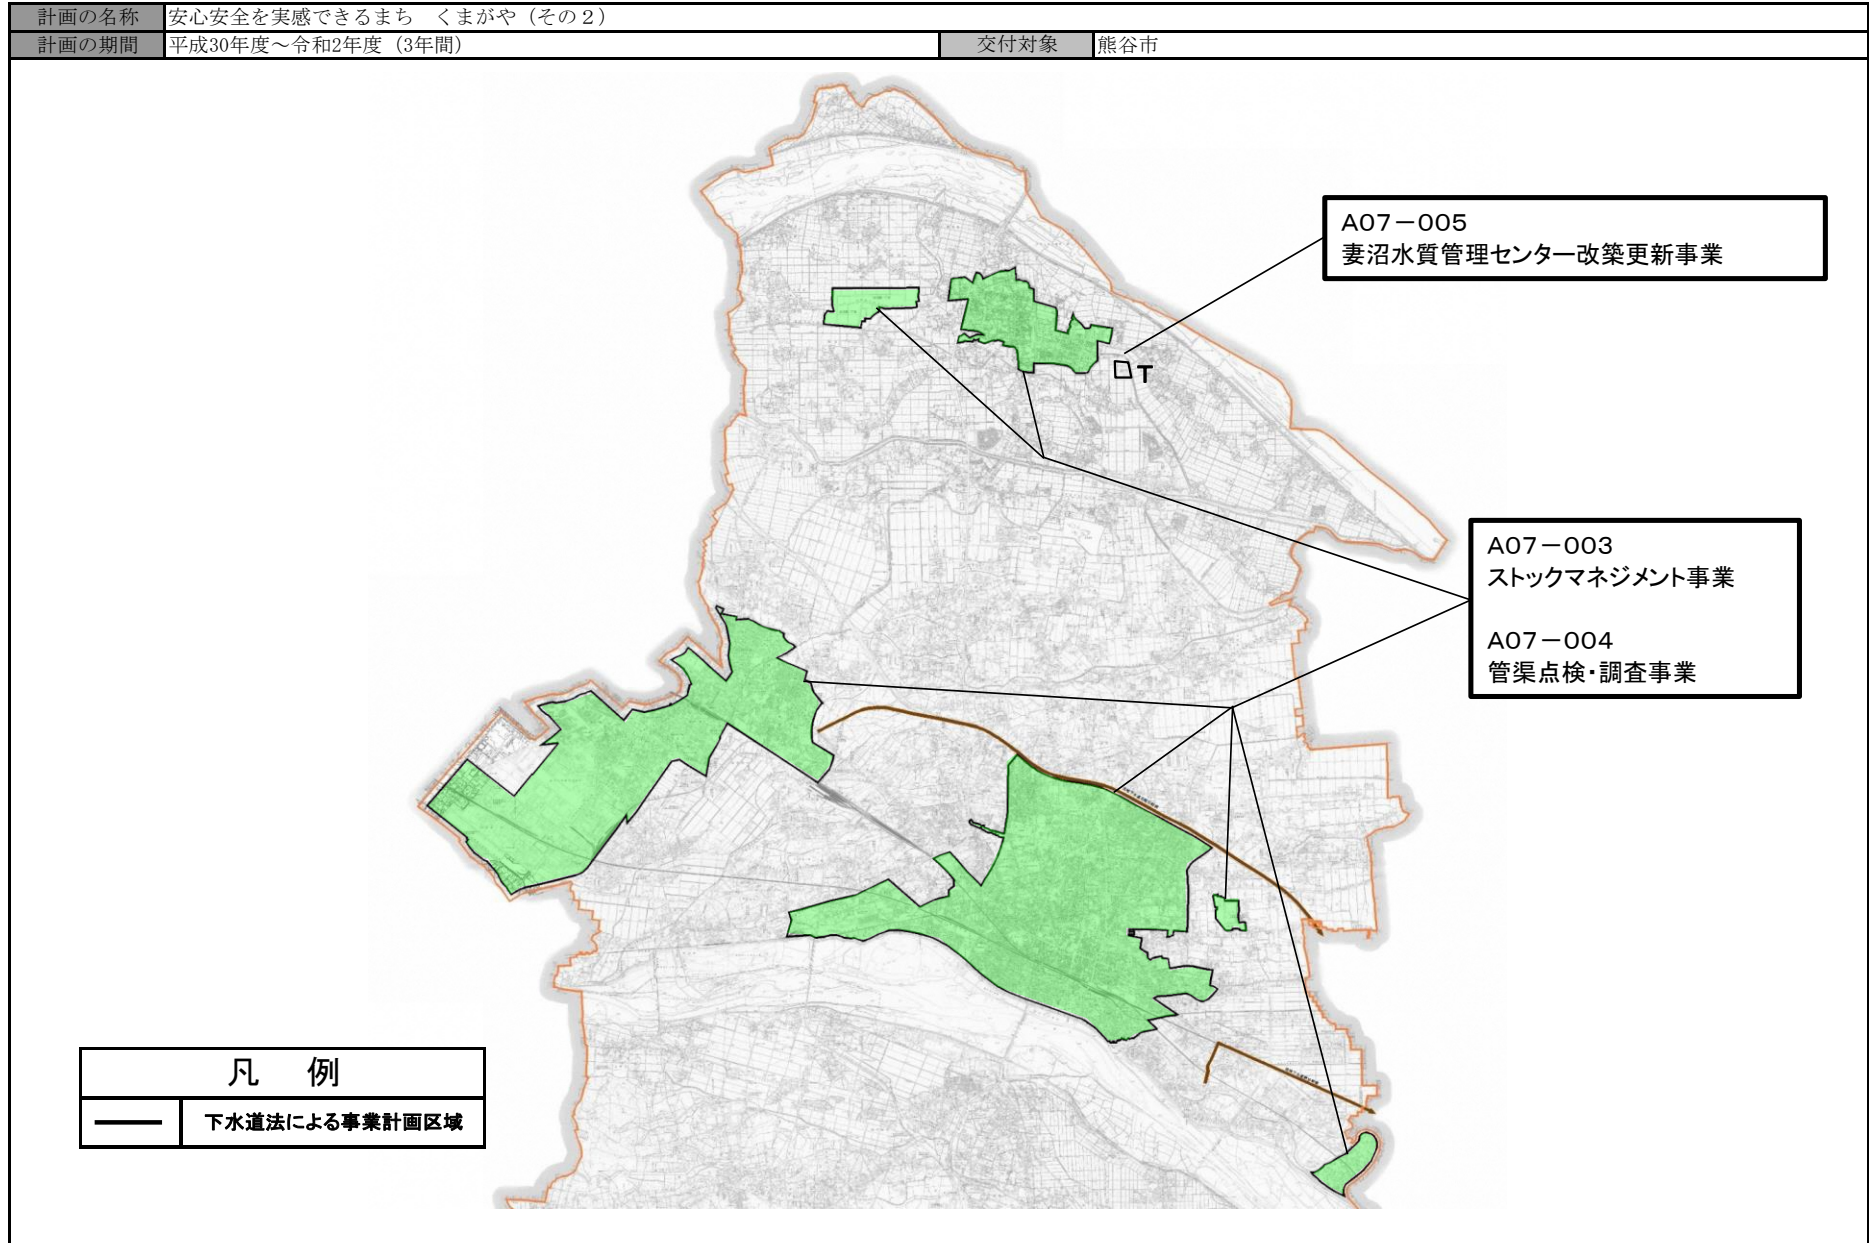 計画の名称 安心安全を実感できるまち　くまがや（その２）
計画の期間 平成30年度～令和2年度（3年間） 交付対象 熊谷市
A07－005
妻沼水質管理センター改築更新事業
T
A07－003
ストックマネジメント事業
A07－004
管渠点検・調査事業
凡　例
下水道法による事業計画区域